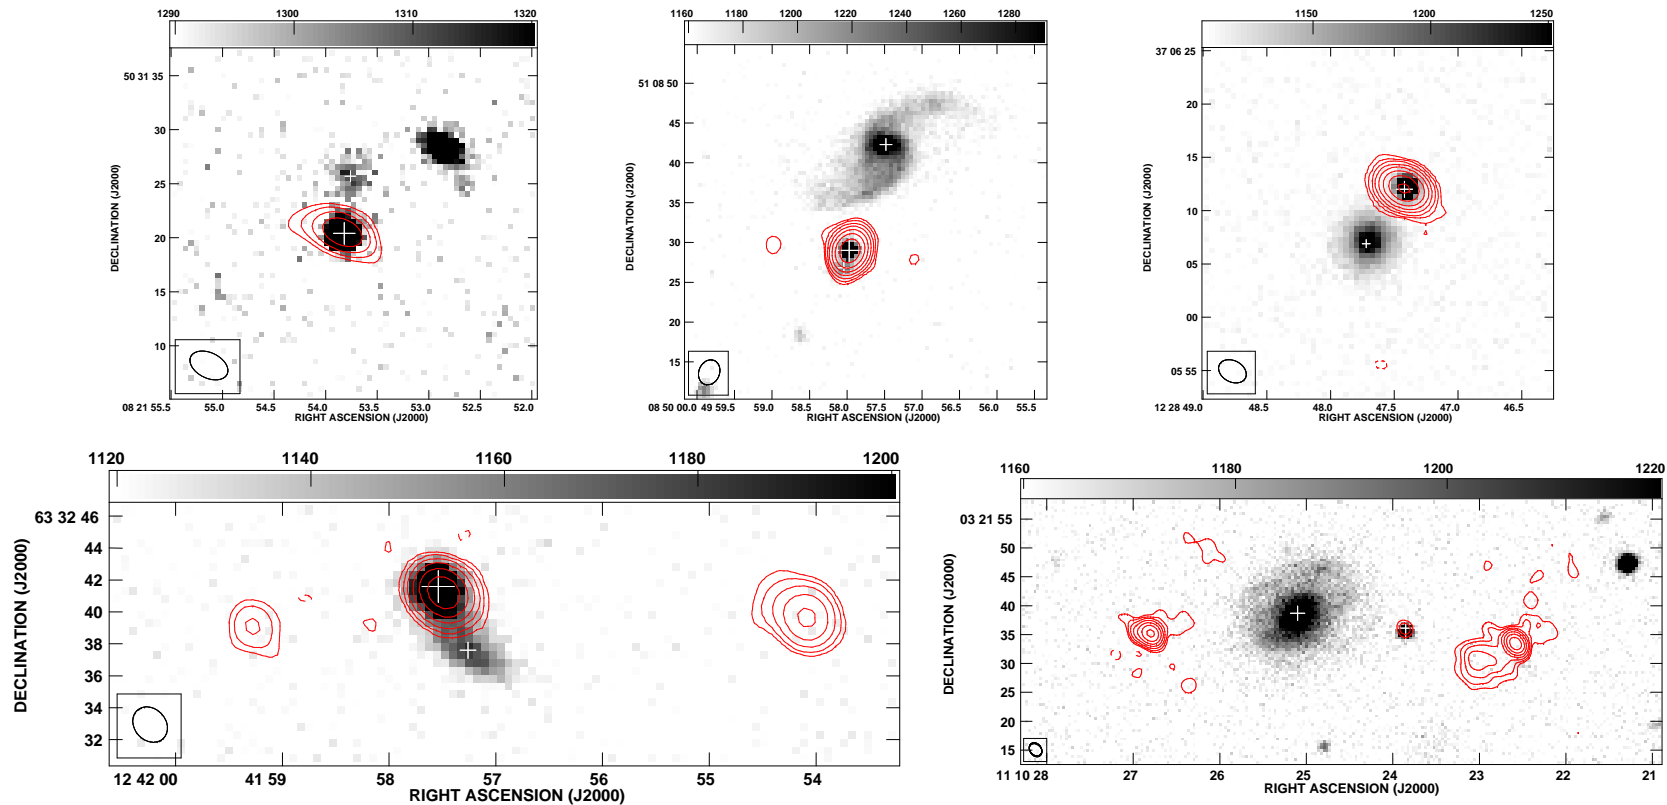 1290 1300 1310 1320
50 31 35
30
25
20
15
10
DECLINATION (J2000)
08 21 55.5 55.0 54.5 54.0 53.5 53.0 52.5 52.0
RIGHT ASCENSION (J2000)
1160 1180 1200 1220 1240 1260 1280
51 08 50
45
40
35
30
25
20
15
DECLINATION (J2000)
08 50 00.0 49 59.5 59.0 58.5 58.0 57.5 57.0 56.5 56.0 55.5
RIGHT ASCENSION (J2000)
1150 1200 1250
37 06 25
20
15
10
05
00
05 55
DECLINATION (J2000)
12 28 49.0 48.5 48.0 47.5 47.0 46.5
RIGHT ASCENSION (J2000)
1120 1140 1160 1180 1200
63 32 46
44
42
40
38
36
34
32
DECLINATION (J2000)
12 42 00 41 59 58 57 56 55 54
RIGHT ASCENSION (J2000)
1160 1180 1200 1220
03 21 55
50
45
40
35
30
25
20
15
DECLINATION (J2000)
11 10 28 27 26 25 24 23 22 21
RIGHT ASCENSION (J2000)